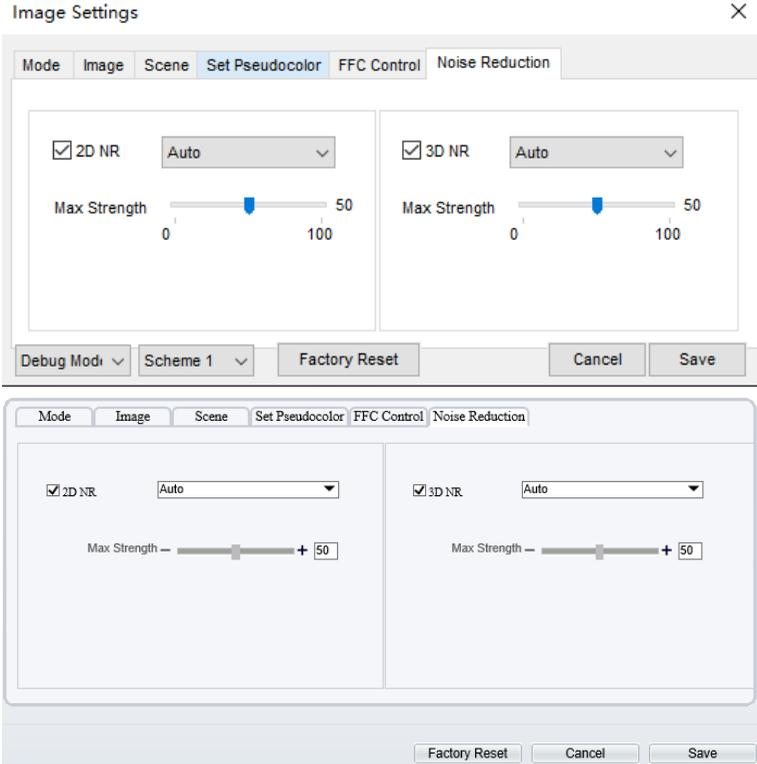 Image Settings
Mode Image Scene Set Pseudocolor FFC Control Noise Reduction
2D NR Auto 3D NR Auto
Max Strength 50 Max Strength 50
0 100 0 100
Debug Mode Scheme 1 Factory Reset Cancel Save
Mode Image Scene Set Pseudocolor FFC Control Noise Reduction
2D NR Auto 3D NR Auto
Max Strength 50 Max Strength 50
Factory Reset Cancel Save